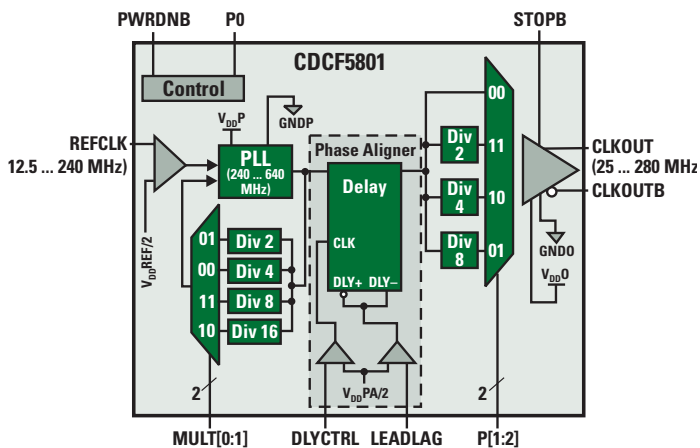 PWRDNB P0 STOPB
CDCF5801
Control
00
VDDP
GNDP
REFCLK
12.5 ... 240 MHz)
PLL
(240 ... 640
MHz)
Phase Aligner
Delay
Div
2
11
CLKOUT
(25 ... 280 MHz
CLKOUTB
Div
4
10
VDDREF/2
CLK
01 Div 2
00 Div 4
11 Div 8
10 Div 16
Div
8
01
GNDO
VDDO
DLY+ DLY–
VDDPA/2
2
2
MULT[0:1] DLYCTRL LEADLAG P[1:2]